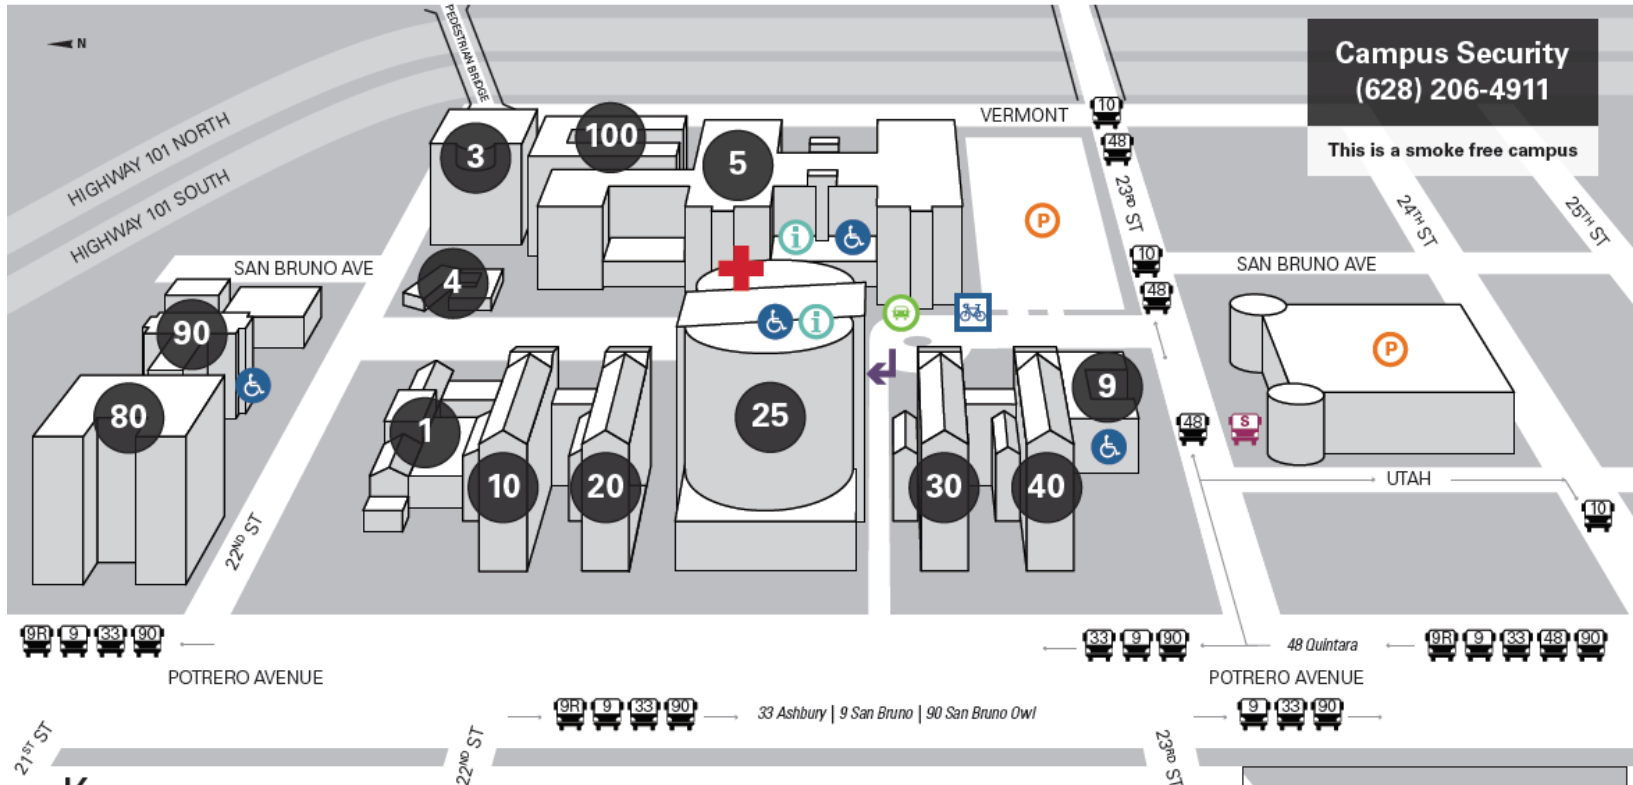 N
PEDESTRIAN BRIDGE
Campus Security
(628) 206-4911
This is a smoke free campus
HIGHWAY 101 NORTH
HIGHWAY 101 SOUTH
VERMONT
10
48
23RD ST
24TH ST
25TH ST
3
100
5
P
i
SAN BRUNO AVE
4
10
SAN BRUNO AVE
48
90
i
P
80
1
25
9
48
S
10
20
30
40
UTAH
10
22ND ST
9R 9 33 90
33 9 90
48 Quintara
9R 9 33 48 90
POTRERO AVENUE
POTRERO AVENUE
9R 9 33 90
33 Ashbury | 9 San Bruno | 90 San Bruno Owl
9 33 90
21ST ST
22ND ST
23RD ST